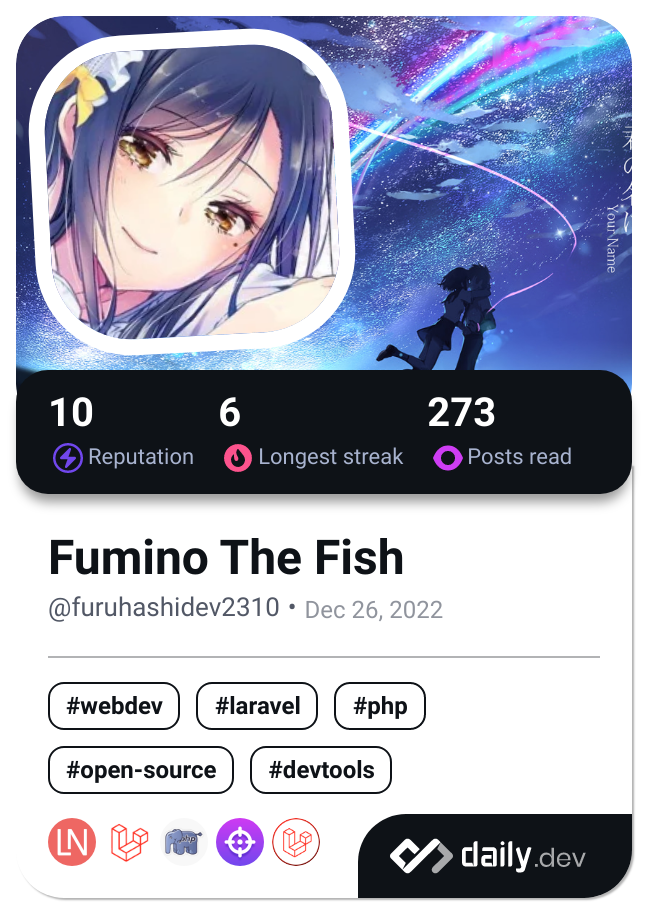 君の名は。
Your Name
10
6
273
Reputation
Longest streak
Posts read
Fumino The Fish
@furuhashidev2310 • Dec 26, 2022
#webdev
#laravel
#php
#open-source
#devtools
LN
php
daily.dev